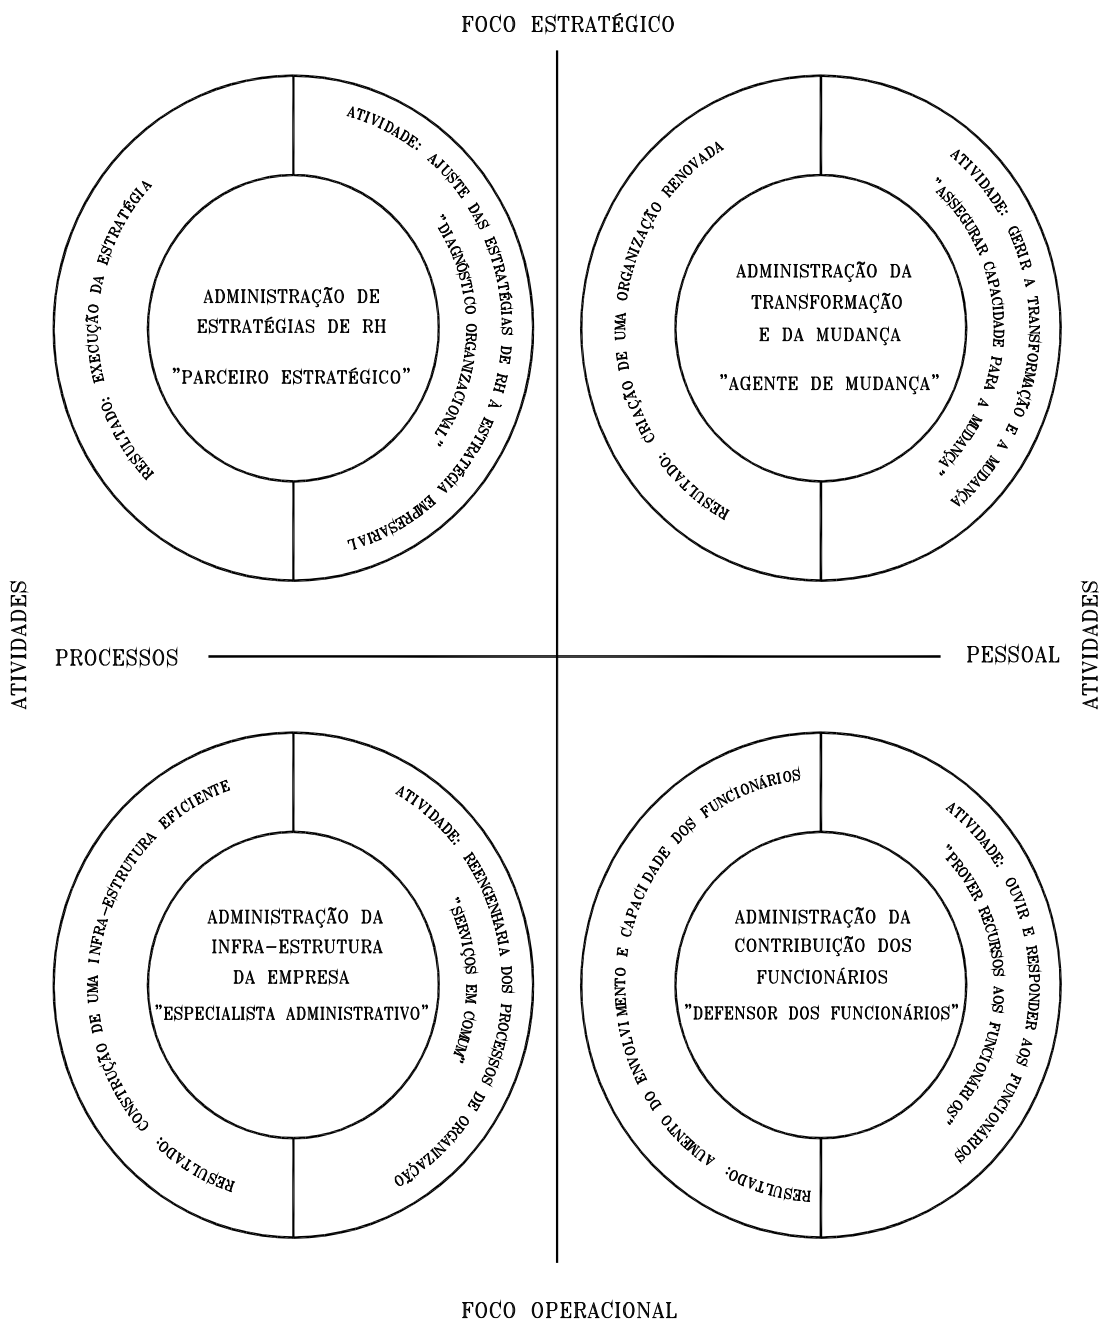 FOCO ESTRATÉGICO
RESULTADO: EXECUÇÃO DA ESTRATÉGIA
ADMINISTRAÇÃO DE
ESTRATÉGIAS DE RH
"PARCEIRO ESTRATÉGICO"
ATIVIDADE: AJUSTE DAS ESTRATÉGIAS DE RH A ESTRATÉGIA EMPRESARIAL
"DIAGNÓSTICO ORGANIZACIONAL"
RESULTADO: CRIAÇÃO DE UMA ORGANIZAÇÃO RENOVADA
ADMINISTRAÇÃO DA
TRANSFORMAÇÃO
E DA MUDANÇA
"AGENTE DE MUDANÇA"
ATIVIDADE: GERIR A TRANSFORMAÇÃO E A MUDANÇA
"ASSEGURAR CAPACIDADE PARA A MUDANÇA"
ATIVIDADES
PROCESSOS
PESSOAL
ATIVIDADES
RESULTADO: CONSTRUÇÃO DE UMA INFRA-ESTRUTURA EFICIENTE
ADMINISTRAÇÃO DA
INFRA-ESTRUTURA
DA EMPRESA
"ESPECIALISTA ADMINISTRATIVO"
ATIVIDADE: REENGENHARIA DOS PROCESSOS DE ORGANIZAÇÃO
"SERVIÇOS EM COMUM"
RESULTADO: AUMENTO DO ENVOLVIMENTO E CAPACIDADE DOS FUNCIONÁRIOS
ADMINISTRAÇÃO DA
CONTRIBUIÇÃO DOS
FUNCIONÁRIOS
"DEFENSOR DOS FUNCIONÁRIOS"
ATIVIDADE: OUVIR E RESPONDER AOS FUNCIONÁRIOS
"PROVER RECURSOS AOS FUNCIONÁRIOS"
FOCO OPERACIONAL